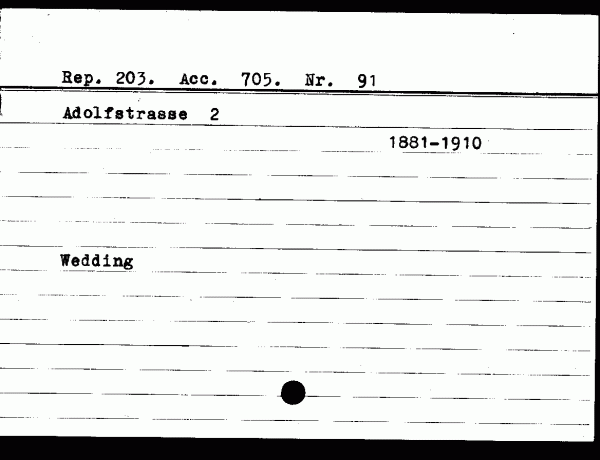 Rep. 203. Acc. 705. Nr. 91
Adolfstrasse 2
1881-1910
Wedding